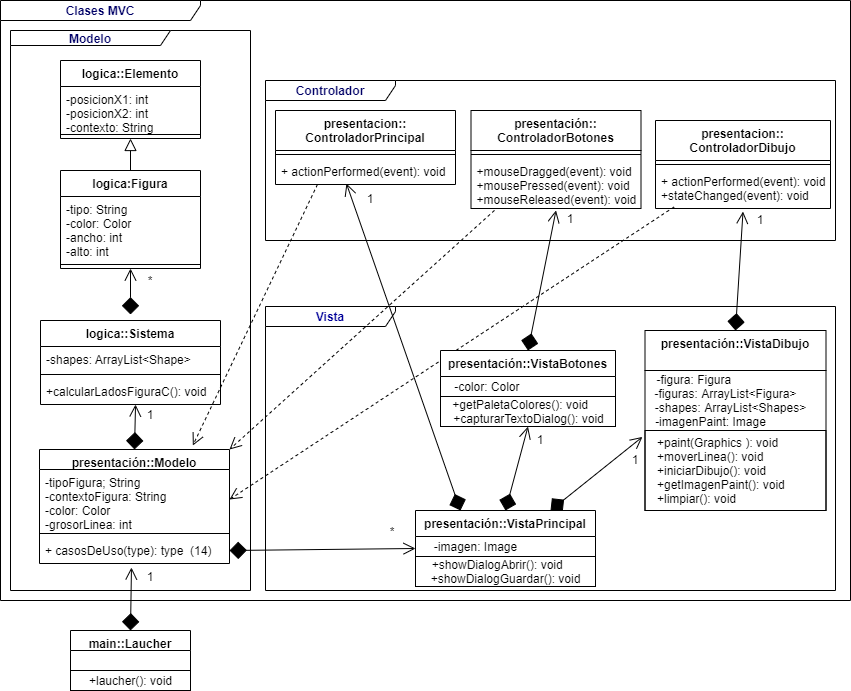 Clases MVC
Modelo
logica::Elemento
-posicionX1: int
-posicionX2: int
-contexto: String
logica:Figura
-tipo: String
-color: Color
-ancho: int
-alto: int
*
logica::Sistema
-shapes: ArrayList<Shape>
+calcularLadosFiguraC(): void
1
presentación::Modelo
-tipoFigura; String
-contextoFigura: String
-color: Color
-grosorLinea: int
+ casosDeUso(type): type (14)
1
main::Laucher
+laucher(): void
Controlador
presentacion::
ControladorPrincipal
+ actionPerformed(event): void
1
presentación::
ControladorBotones
+mouseDragged(event): void
+mousePressed(event): void
+mouseReleased(event): void
1
presentacion::
ControladorDibujo
+ actionPerformed(event): void
+stateChanged(event): void
1
Vista
presentación::VistaBotones
-color: Color
+getPaletaColores(): void
+capturarTextoDialog(): void
1
presentación::VistaDibujo
-figura: Figura
-figuras: ArrayList<Figura>
-shapes: ArrayList<Shapes>
-imagenPaint: Image
+paint(Graphics ): void
+moverLinea(): void
+iniciarDibujo(): void
+getImagenPaint(): void
+limpiar(): void
1
*
presentación::VistaPrincipal
-imagen: Image
+showDialogAbrir(): void
+showDialogGuardar(): void